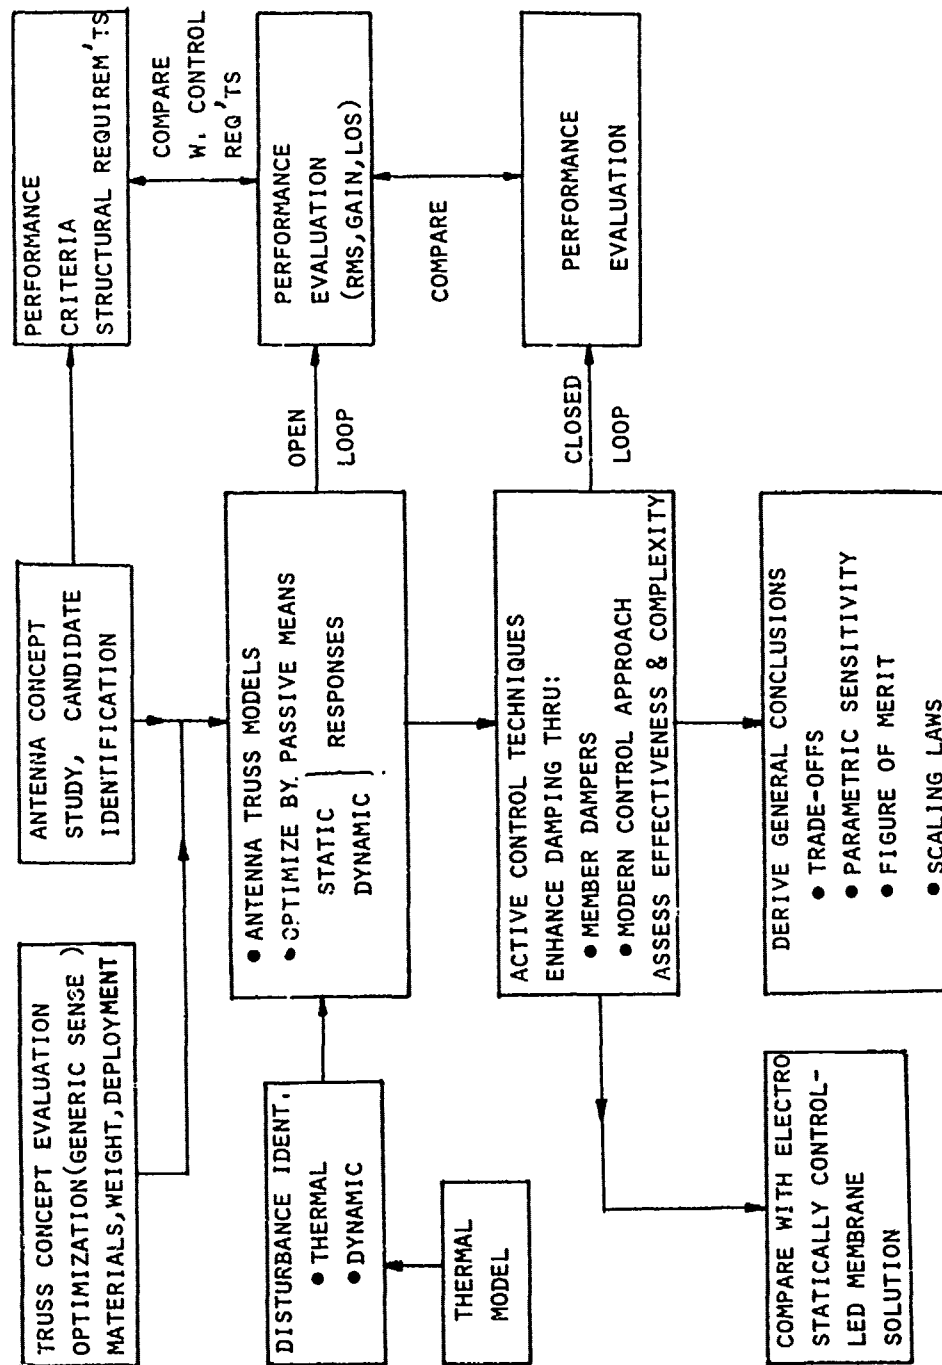 TRUSS CONCEPT EVALUATION
OPTIMIZATION(GENERIC SENSE )
MATERIALS,WEIGHT,DEPLOYMENT
ANTENNA CONCEPT
STUDY, CANDIDATE
IDENTIFICATION
PERFORMANCE
CRITERIA
STRUCTURAL REQUIREM'TS
COMPARE
W. CONTROL
REQ'TS
DISTURBANCE IDENT.
● THERMAL
● DYNAMIC
THERMAL
MODEL
● ANTENNA TRUSS MODELS
● OPTIMIZE BY. PASSIVE MEANS
STATIC
DYNAMIC
} RESPONSES
OPEN
LOOP
PERFORMANCE
EVALUATION
(RMS,GAIN,LOS)
COMPARE
ACTIVE CONTROL TECHNIQUES
ENHANCE DAMPING THRU:
● MEMBER DAMPERS
● MODERN CONTROL APPROACH
ASSESS EFFECTIVENESS & COMPLEXITY
CLOSED
LOOP
PERFORMANCE
EVALUATION
COMPARE WITH ELECTRO
STATICALLY CONTROL-
LED MEMBRANE
SOLUTION
DERIVE GENERAL CONCLUSIONS
● TRADE-OFFS
● PARAMETRIC SENSITIVITY
● FIGURE OF MERIT
● SCALING LAWS